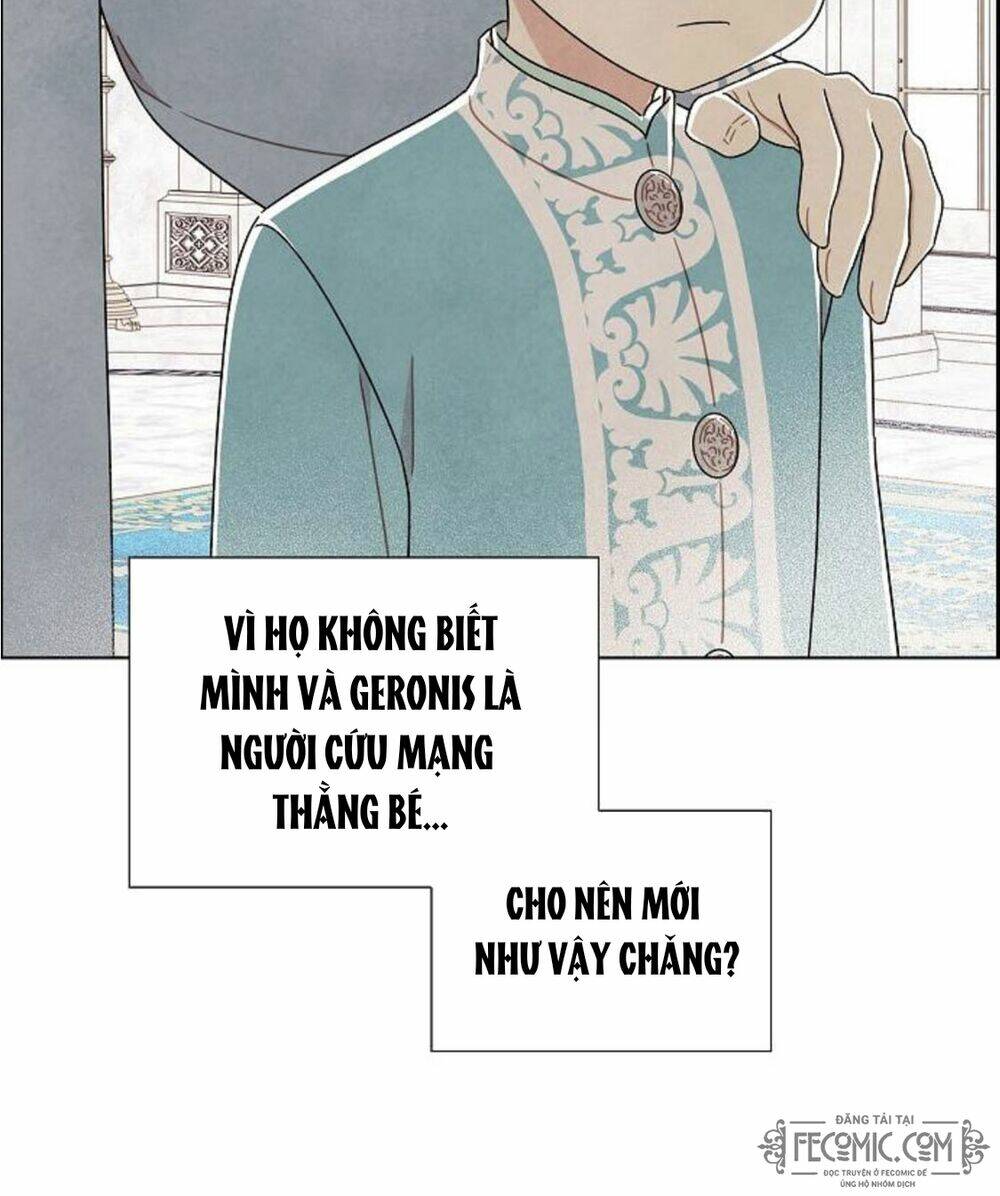 VÌ HỌ KHÔNG BIẾT
MÌNH VÀ GERONIS LÀ
NGƯỜI CỨU MẠNG
THẰNG BÉ...
CHO NÊN MỚI
NHƯ VẬY CHĂNG?
ĐĂNG TẢI TẠI
FECOMIC.COM
ĐỌC TRUYỆN Ở FECOMIC ĐỂ
ỦNG HỘ NHÓM DỊCH